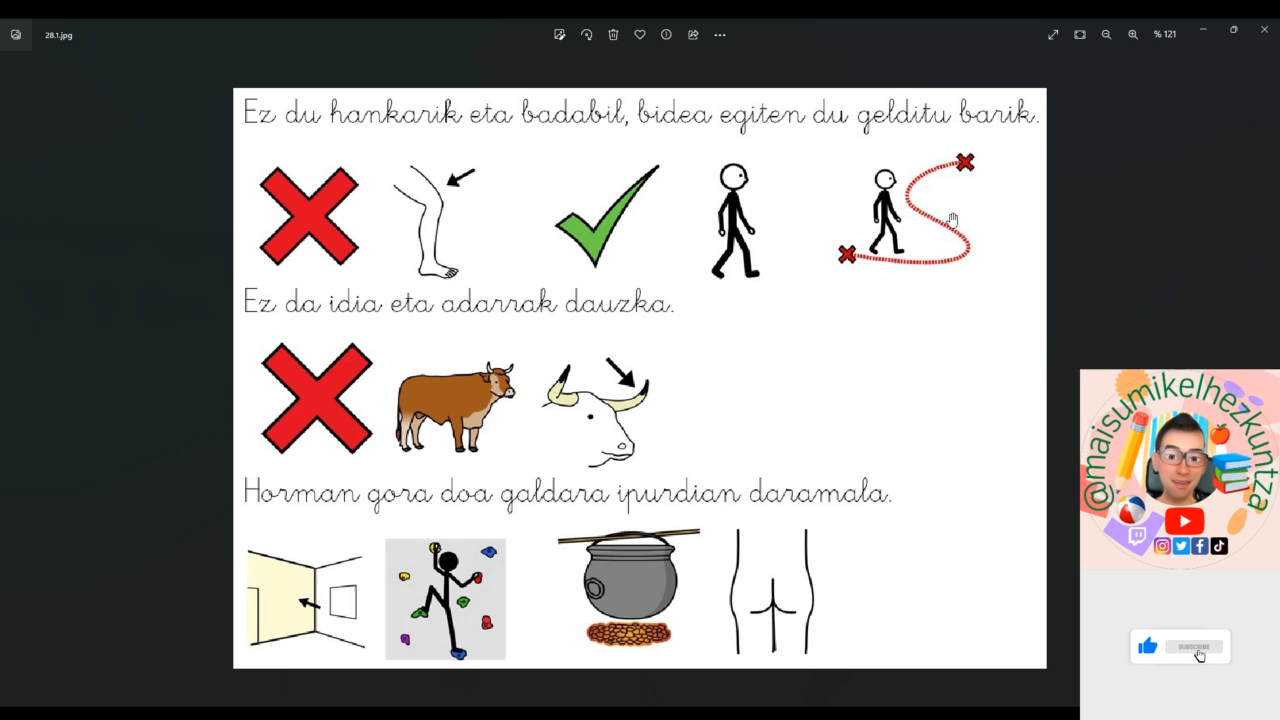 28.1.jpg
% 121
Ez du hankarik eta badabil, bidea egiten du gelditu barik.
Ez da idia eta adarrak dauzka.
Horman gora doa galdara ipurdian daramala.
@maisumikelhezkuntza
SUBSCRIBE